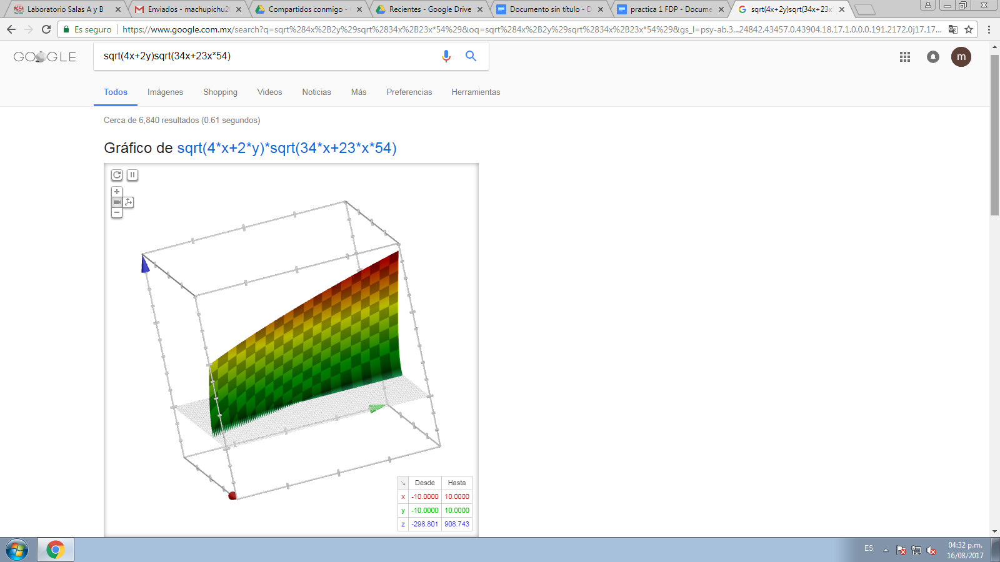 Laboratorio Salas A y B
Enviados - machupichu2
Compartidos conmigo -
Recientes - Google Drive
Documento sin título - D
practica 1 FDP - Docume
sqrt(4x+2y)sqrt(34x+23x
Es seguro
https://www.google.com.mx/search?q=sqrt%284x%2B2y%29sqrt%2834x%2B23x*54%29&oq=sqrt%284x%2B2y%29sqrt%2834x%2B23x*54%29&gs_l=psy-ab.3...24842.43457.0.43904.18.17.1.0.0.0.191.2172.0j17.17...
GOOGLE
sqrt(4x+2y)sqrt(34x+23x*54)
m
Todos
Imágenes
Shopping
Videos
Noticias
Más
Preferencias
Herramientas
Cerca de 6,840 resultados (0.61 segundos)
Gráfico de sqrt(4*x+2*y)*sqrt(34*x+23*x*54)
Desde Hasta
x -10.0000 10.0000
y -10.0000 10.0000
z -298.801 908.743
ES
04:32 p.m.
16/08/2017